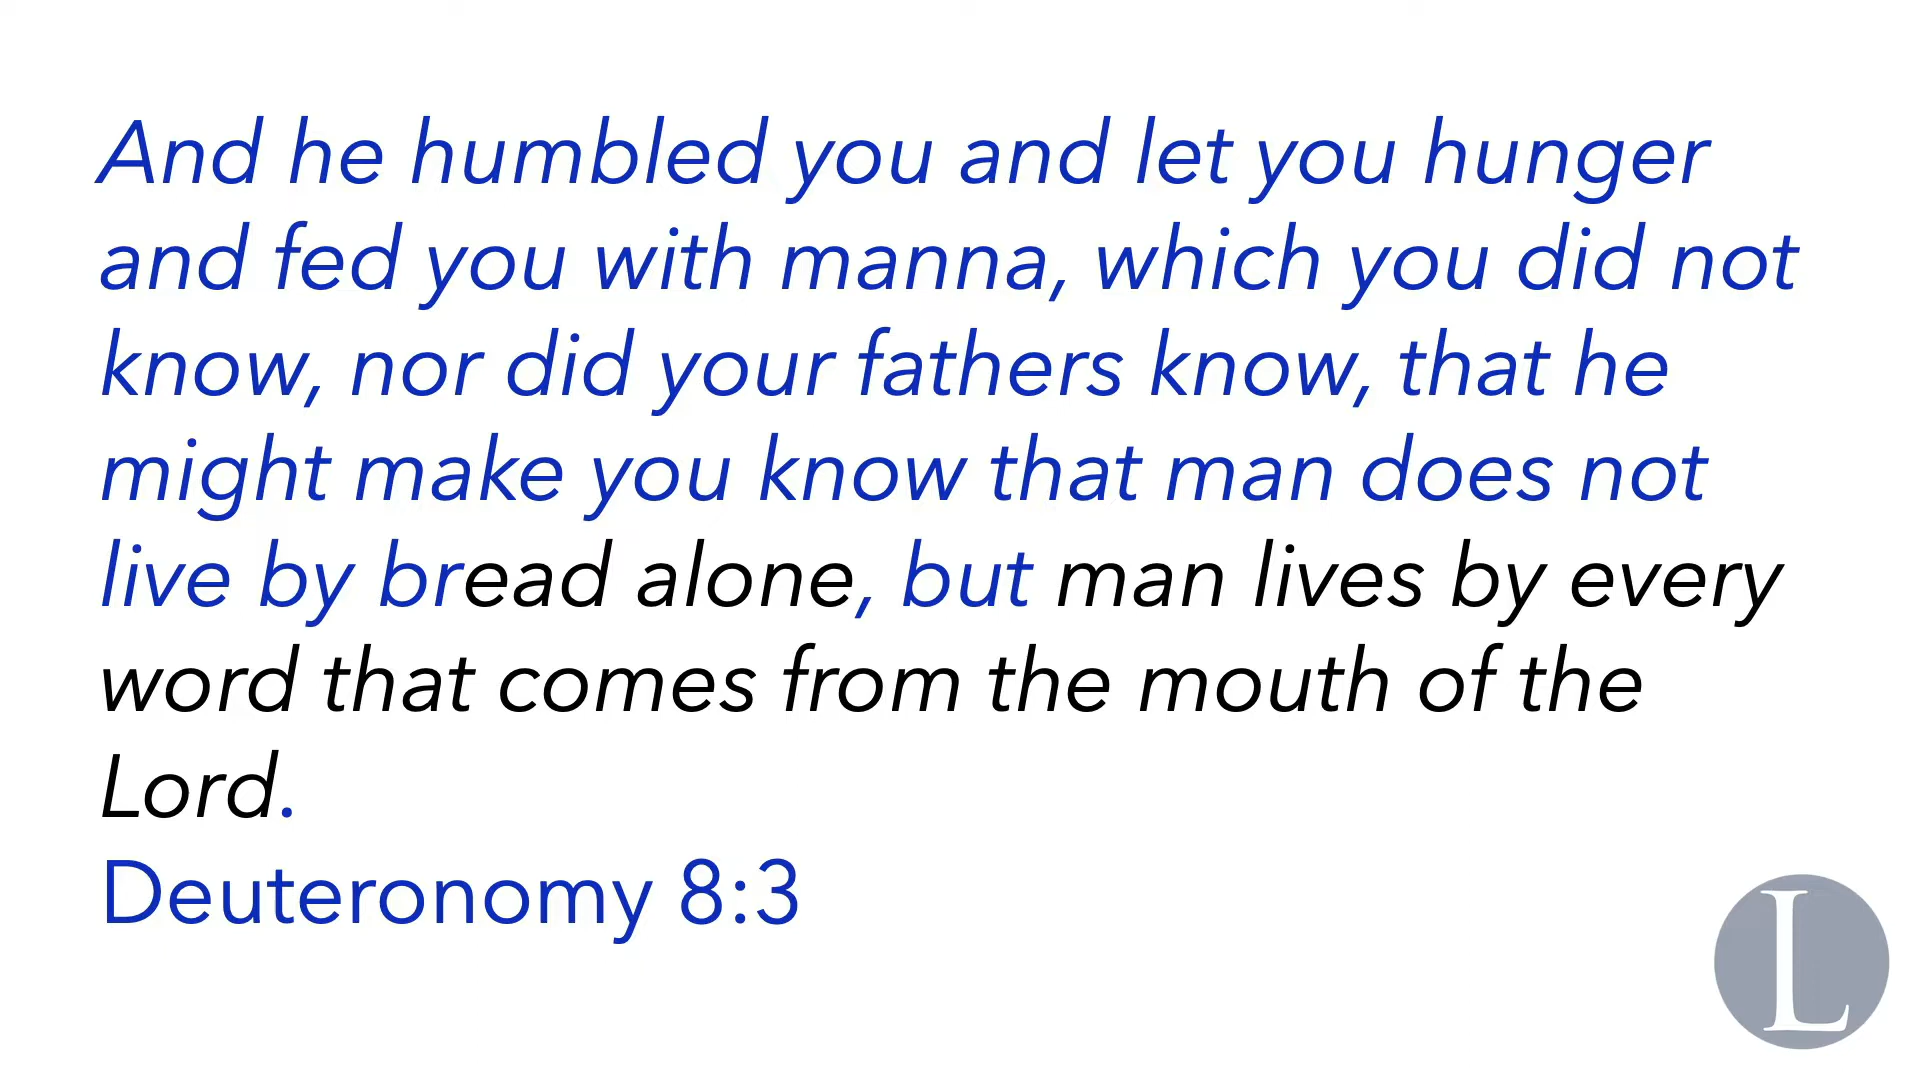 And he humbled you and let you hunger
and fed you with manna, which you did not
know, nor did your fathers know, that he
might make you know that man does not
live by bread alone, but man lives by every
word that comes from the mouth of the
Lord.
Deuteronomy 8:3
L